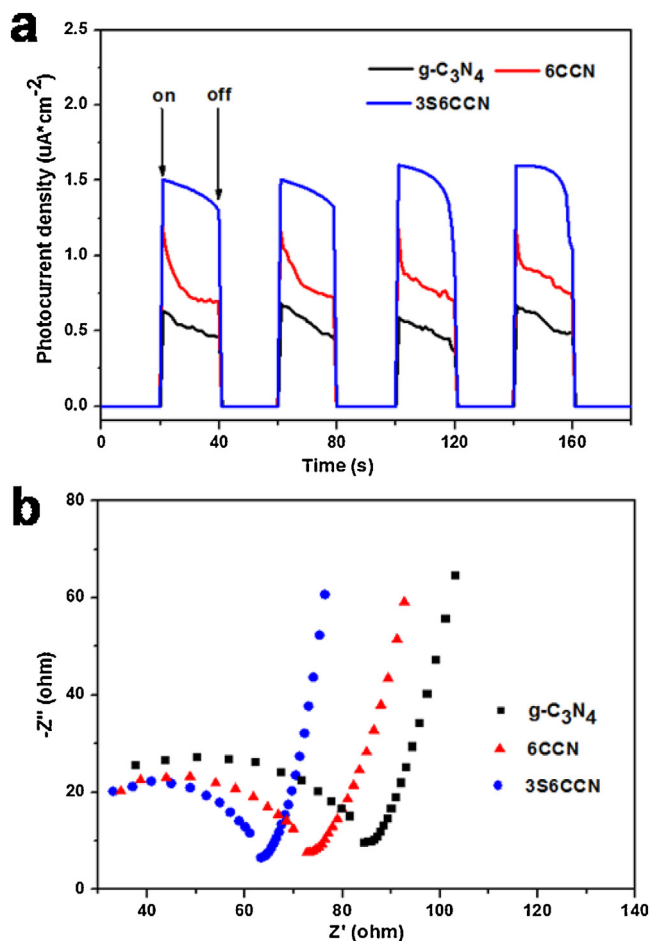 a
Photocurrent density (uA*cm⁻²)
2.5
2.0
1.5
1.0
0.5
0.0
g-C₃N₄
6CCN
3S6CCN
on
off
0
40
80
120
160
Time (s)
b
-Z'' (ohm)
80
60
40
20
0
g-C₃N₄
6CCN
3S6CCN
40
60
80
100
120
140
Z' (ohm)